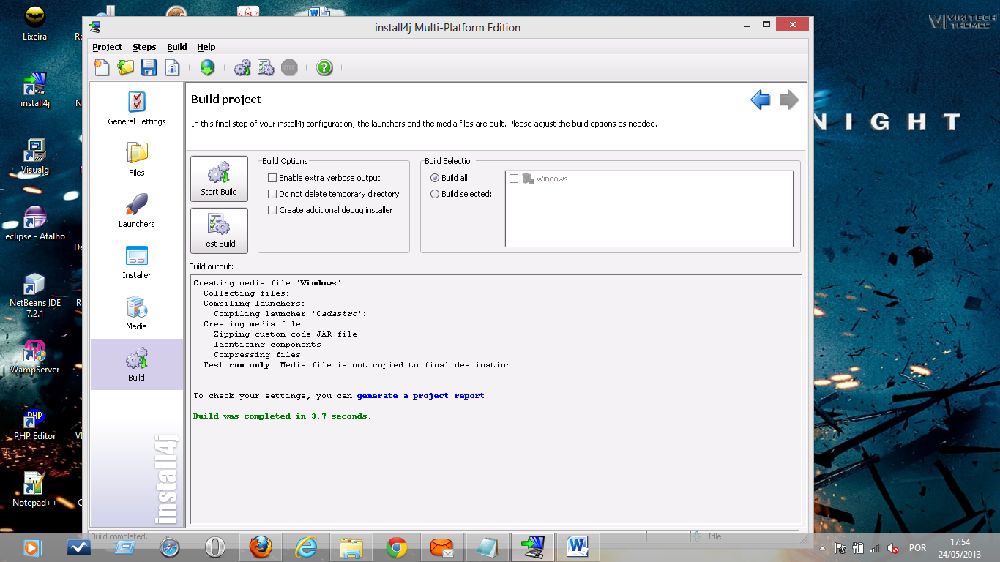 Lixeira
install4j
Visualg
eclipse - Atalho
NetBeans IDE
7.2.1
WampServer
PHP
PHP Editor
Notepad++
VIKITECH
THEMES
NIGHT
install4j Multi-Platform Edition
Project Steps Build Help
STOP
General Settings
Files
Launchers
Installer
Media
Build
install4j
Build project
In this final step of your install4j configuration, the launchers and the media files are built. Please adjust the build options as needed.
Start Build
Test Build
Build Options
Enable extra verbose output
Do not delete temporary directory
Create additional debug installer
Build Selection
Build all
Build selected:
Windows
Build output:
Creating media file 'Windows':
Collecting files:
Compiling launchers:
Compiling launcher 'Cadastro':
Creating media file:
Zipping custom code JAR file
Identifing components
Compressing files
Test run only. Media file is not copied to final destination.
To check your settings, you can generate a project report
Build was completed in 3.7 seconds.
Build completed.
Idle
POR
17:54
24/05/2013